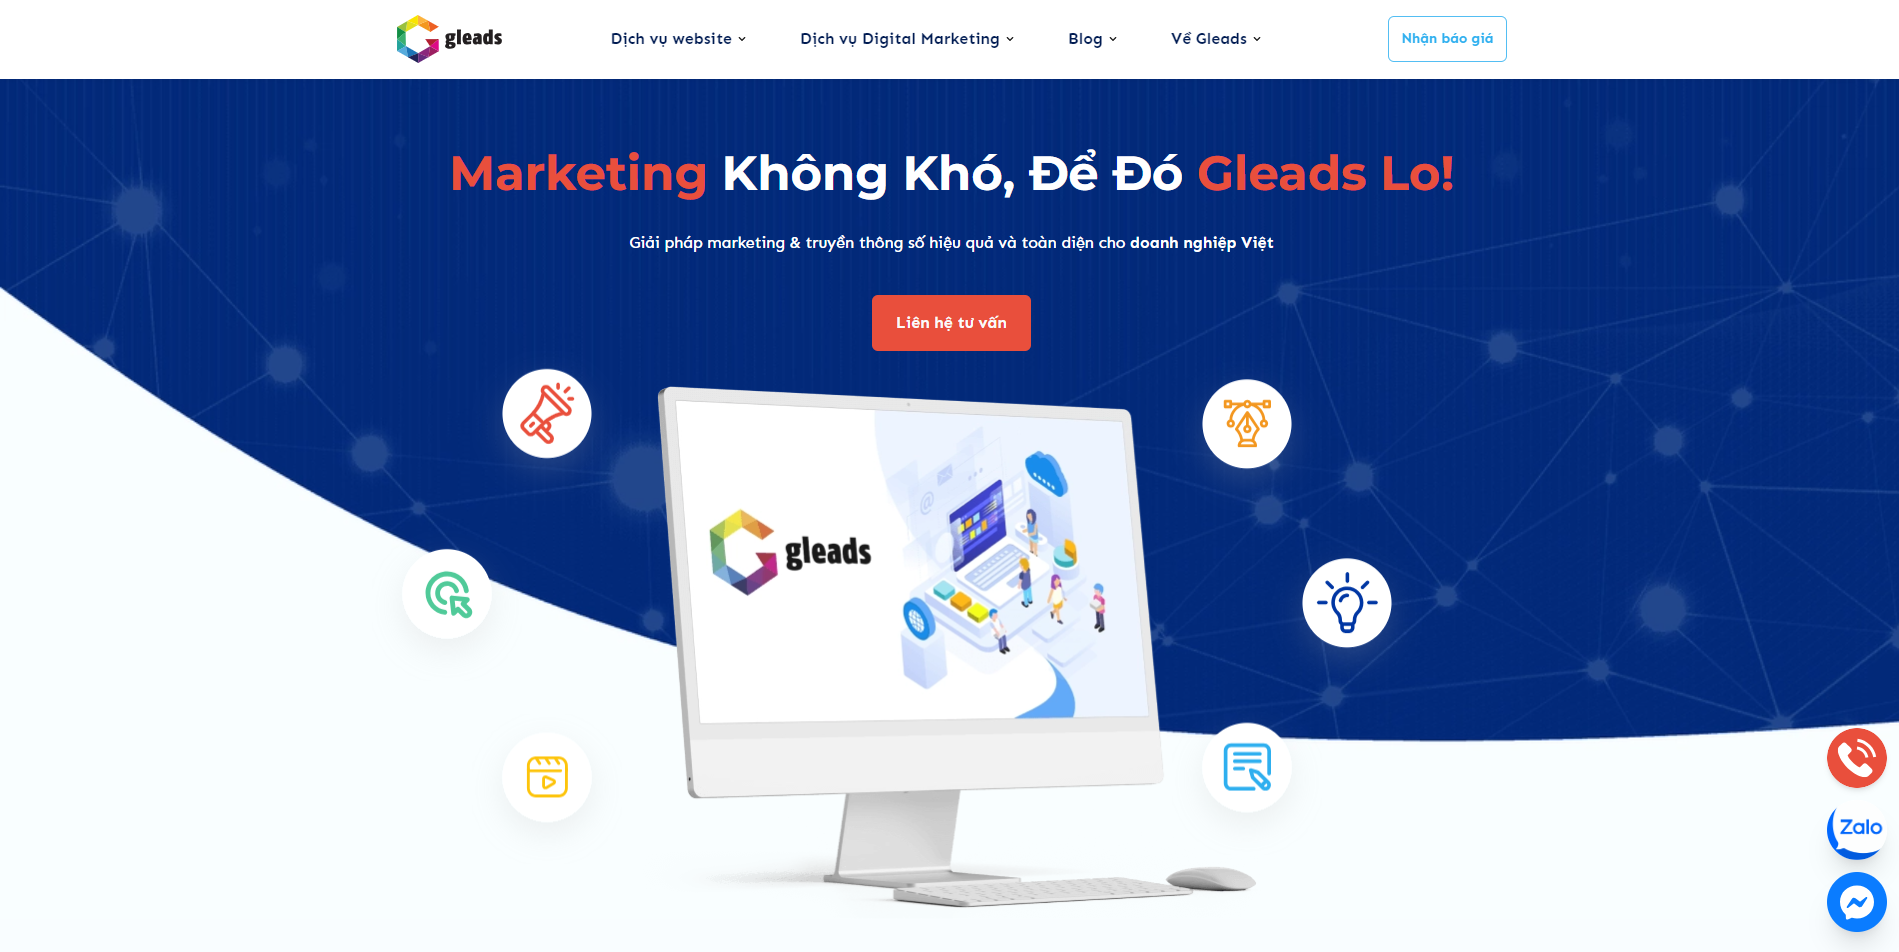 gleads
Dịch vụ website
Dịch vụ Digital Marketing
Blog
Về Gleads
Nhận báo giá
Marketing Không Khó, Để Đó Gleads Lo!
Giải pháp marketing & truyền thông số hiệu quả và toàn diện cho doanh nghiệp Việt
Liên hệ tư vấn
gleads
Zalo